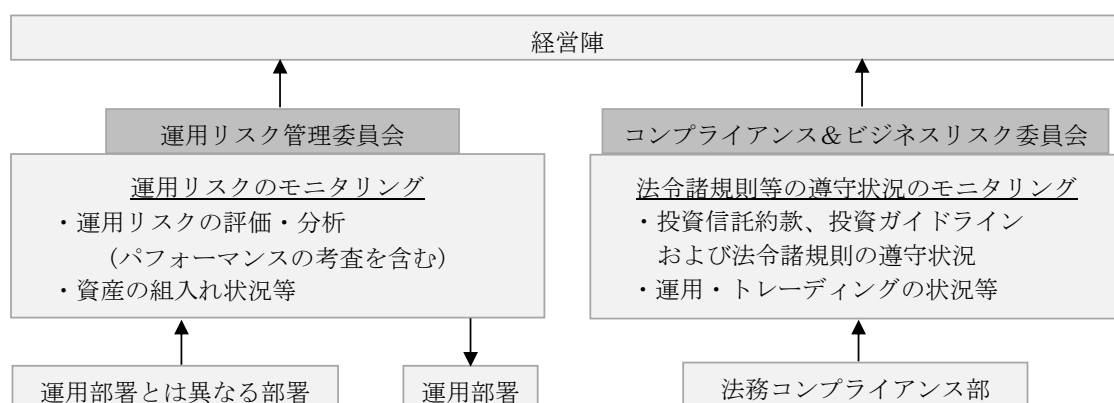 経営陣
運用リスク管理委員会
運用リスクのモニタリング
・運用リスクの評価・分析
（パフォーマンスの考査を含む）
・資産の組入れ状況等
コンプライアンス＆ビジネスリスク委員会
法令諸規則等の遵守状況のモニタリング
・投資信託約款、投資ガイドライン
および法令諸規則の遵守状況
・運用・トレーディングの状況等
運用部署とは異なる部署
運用部署
法務コンプライアンス部